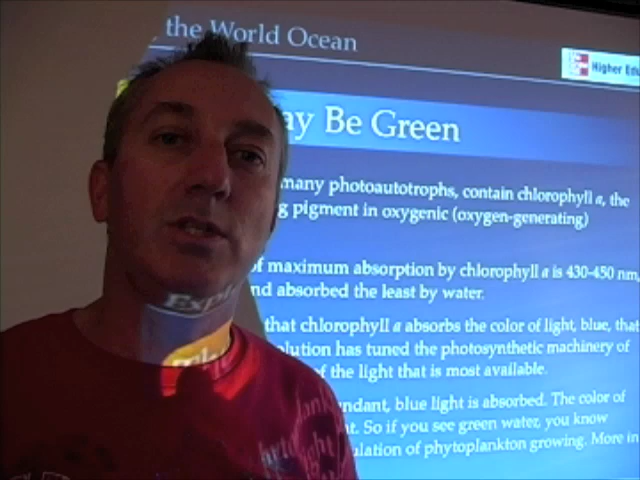 the World Ocean
Higher Edu
ay Be Green
many photoautotrophs, contain chlorophyll a, the
g pigment in oxygenic (oxygen-generating)
of maximum absorption by chlorophyll a is 430-450 nm,
nd absorbed the least by water.
that chlorophyll a absorbs the color of light, blue, that
olution has tuned the photosynthetic machinery of
of the light that is most available.
ndant, blue light is absorbed. The color of
nt. So if you see green water, you know
ulation of phytoplankton growing. More in
Expl